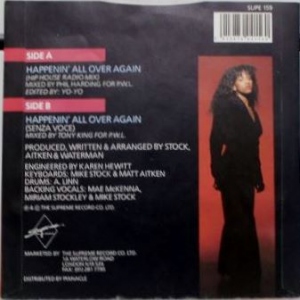 SUPE 159
SIDE A
HAPPENIN' ALL OVER AGAIN
(HIP HOUSE RADIO MIX)
MIXED BY PHIL HARDING FOR P.W.L.
EDITED BY: YO-YO
SIDE B
HAPPENIN' ALL OVER AGAIN
(SENZA VOCE)
MIXED BY TONY KING FOR P.W.L.
PRODUCED, WRITTEN & ARRANGED BY STOCK,
AITKEN & WATERMAN
ENGINEERED BY KAREN HEWITT
KEYBOARDS: MIKE STOCK & MATT AITKEN
DRUMS: A. LINN
BACKING VOCALS: MAE McKENNA,
MIRIAM STOCKLEY & MIKE STOCK
℗ & © THE SUPREME RECORD CO. LTD.
MARKETED BY: THE SUPREME RECORD CO. LTD.
WATERLOW ROAD
LONDON
DISTRIBUTED BY PINNACLE